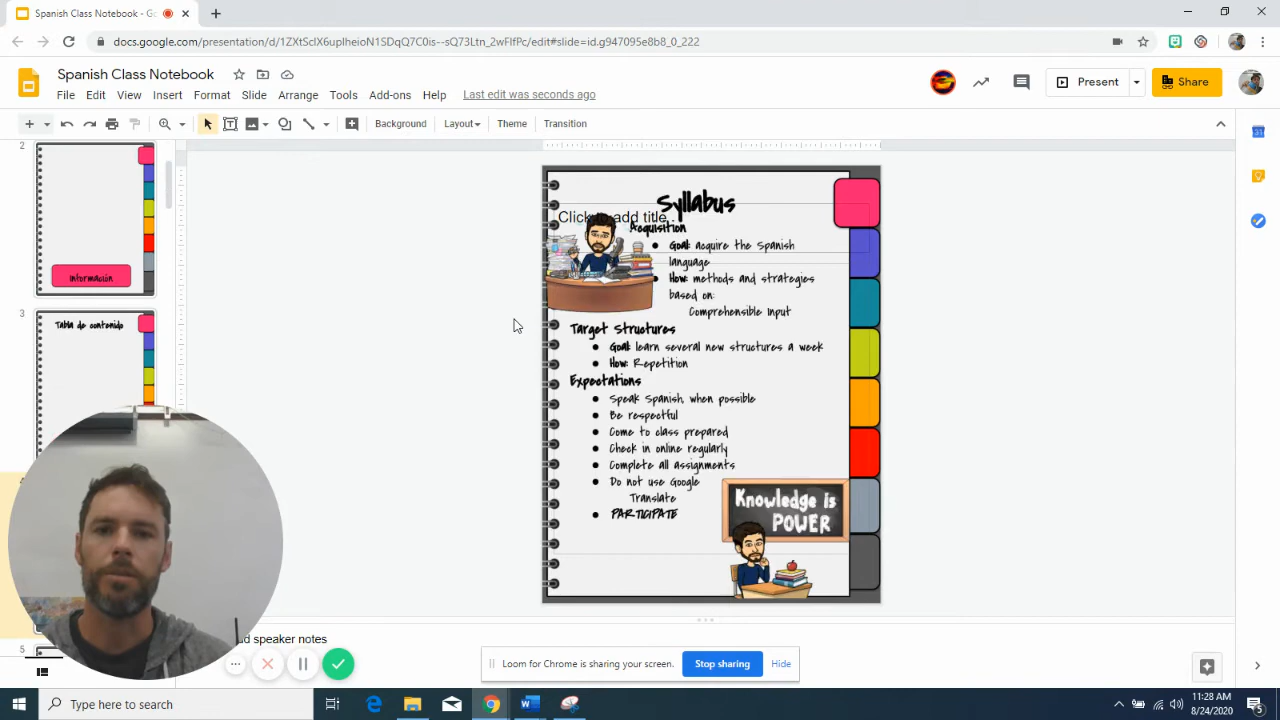 Spanish Class Notebook - Go
docs.google.com/presentation/d/1ZXtSclX6upIheioN1SDqQ7C0is--sQ73Ltn_2wFIfPc/edit#slide=id.g947095e8b8_0_222
Spanish Class Notebook
File Edit View Insert Format Slide Arrange Tools Add-ons Help Last edit was seconds ago
Present
Share
Background Layout Theme Transition
2
Información
3
Tabla de contenido
5
Syllabus
Click to add title
Acquisition
● Goal: acquire the Spanish
language
● How: methods and strategies
based on:
Comprehensible Input
Target Structures
● Goal: learn several new structures a week
● How: Repetition
Expectations
● Speak Spanish, when possible
● Be respectful
● Come to class prepared
● Check in online regularly
● Complete all assignments
● Do not use Google
Translate
● PARTICIPATE
Knowledge is
POWER
speaker notes
Loom for Chrome is sharing your screen.
Stop sharing
Hide
Type here to search
11:28 AM
8/24/2020